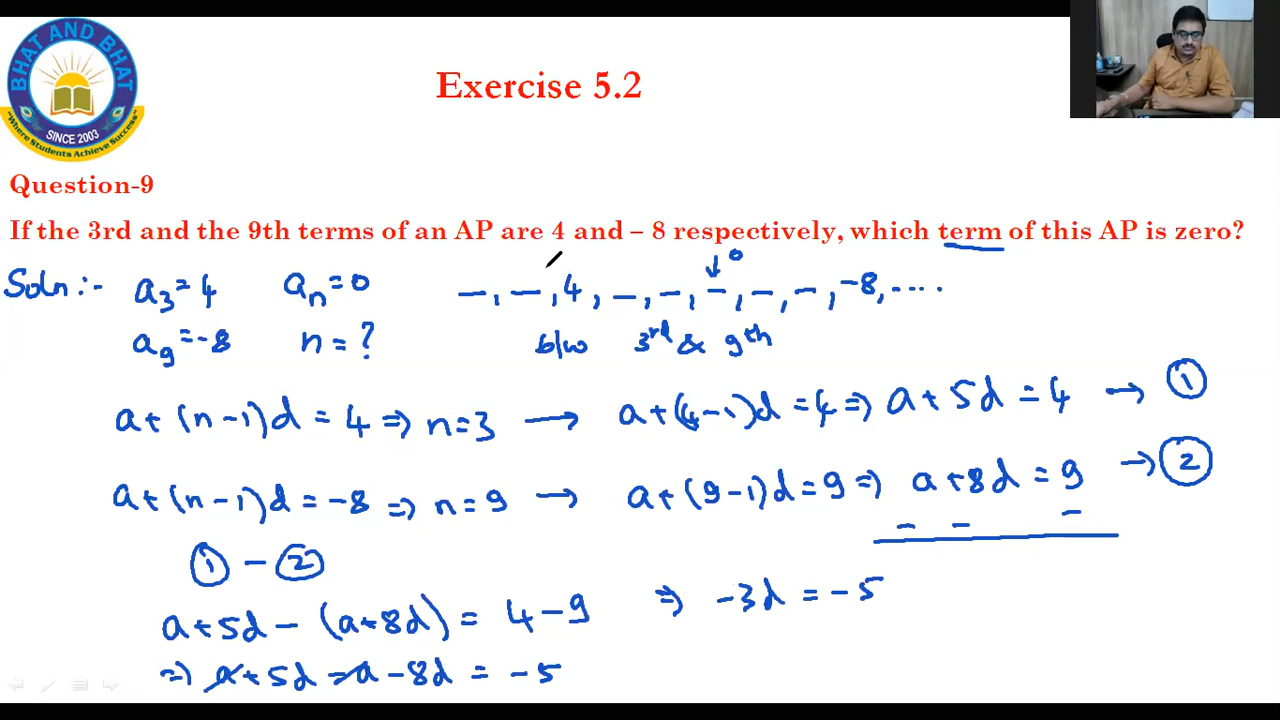 BHAT AND BHAT
SINCE 2003
"Where Students Achieve Success"
Exercise 5.2
Question-9
If the 3rd and the 9th terms of an AP are 4 and – 8 respectively, which term of this AP is zero?
Soln :- a₃ = 4 aₙ = 0 —, —, 4, —, —, —, —, —, -8, ....
↓ 0
a₉ = -8 n = ? b/w 3rd & 9th
a + (n-1)d = 4 => n = 3 → a + (4-1)d = 4 => a + 5d = 4 → ①
a + (n-1)d = -8 => n = 9 → a + (9-1)d = 9 => a + 8d = 9 → ②
– – –
① - ②
a + 5d - (a + 8d) = 4 - 9 => -3d = -5
=> a + 5d - a - 8d = -5